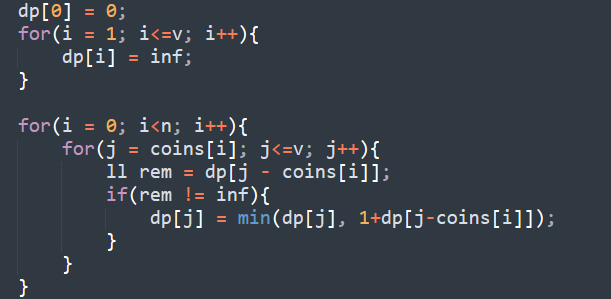 dp[0] = 0;
for(i = 1; i<=v; i++){
    dp[i] = inf;
}

for(i = 0; i<n; i++){
    for(j = coins[i]; j<=v; j++){
        ll rem = dp[j - coins[i]];
        if(rem != inf){
            dp[j] = min(dp[j], 1+dp[j-coins[i]]);
        }
    }
}